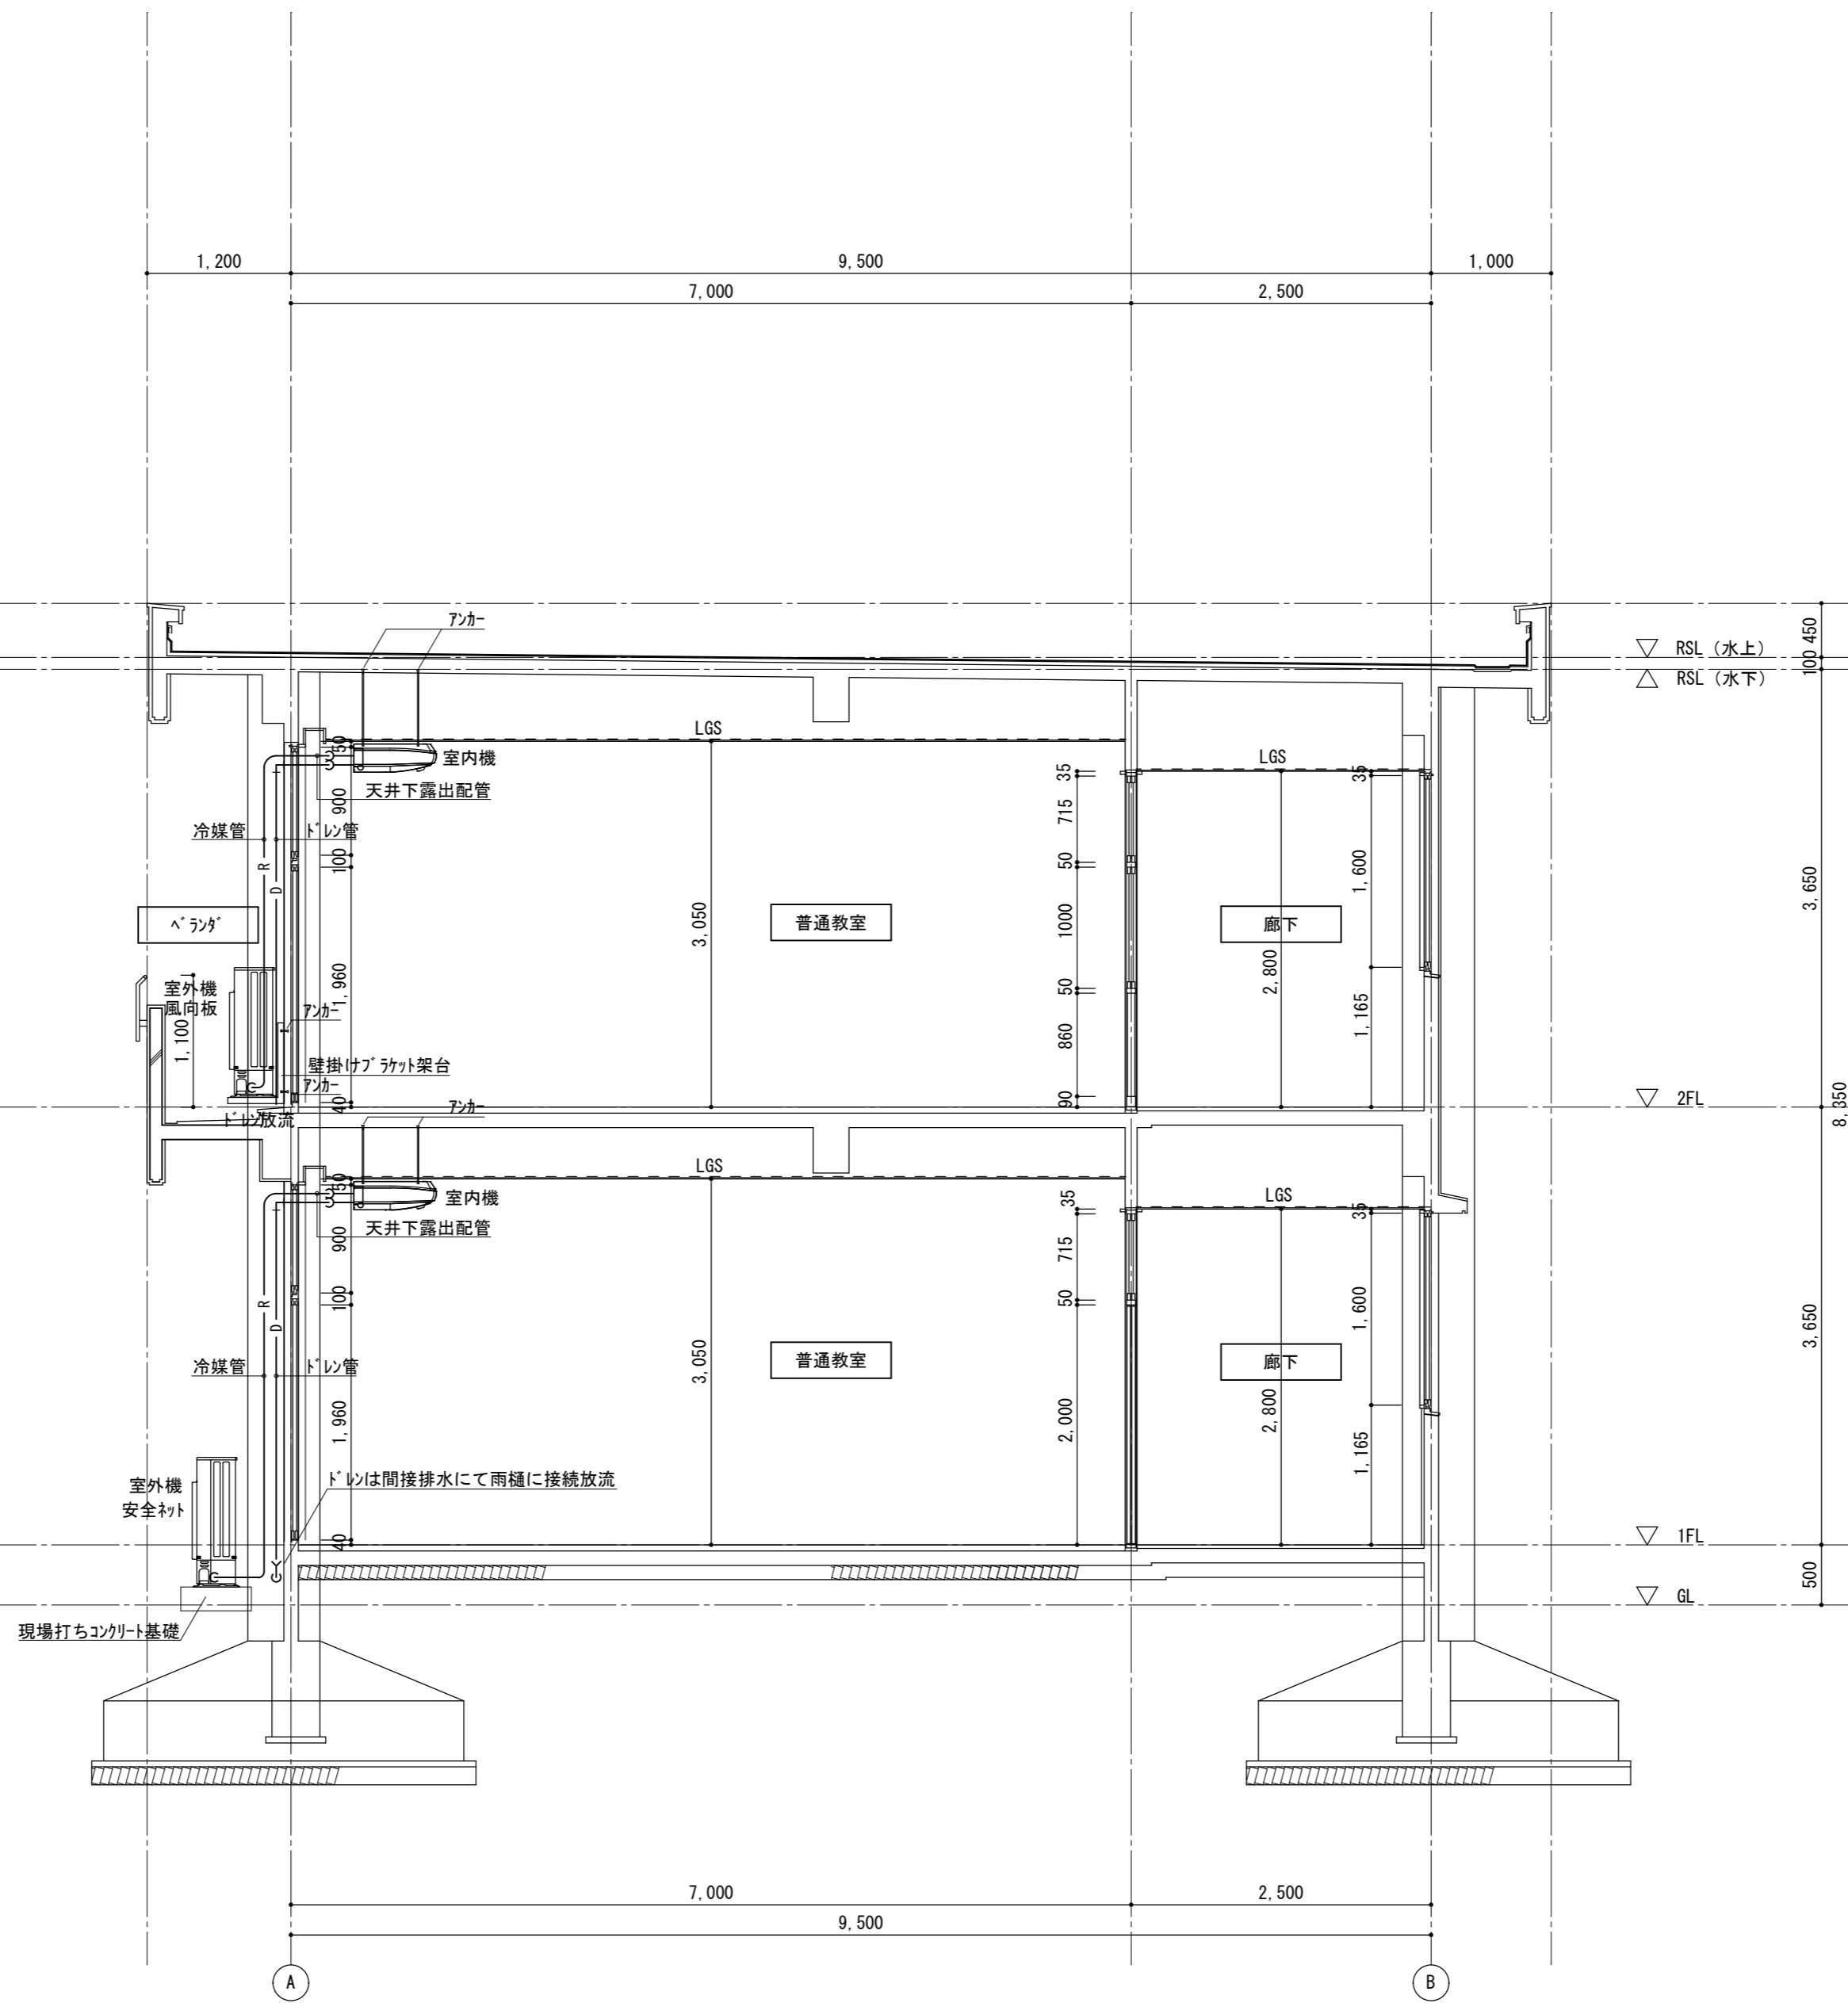 1,200
9,500
1,000
7,000
2,500
アンカー
450
100
RSL（水上）
RSL（水下）
LGS
LGS
50
室内機
天井下露出配管
900
35
715
35
冷媒管
ドレン管
100
R
D
50
1,600
3,650
ベランダ
3,050
普通教室
1000
廊下
2,800
室外機
風向板
1,960
50
アンカー
1,100
860
1,165
壁掛けブラケット架台
アンカー
40
90
2FL
8,350
アンカー
ドレン放流
LGS
LGS
50
室内機
天井下露出配管
900
35
715
35
100
R
D
50
1,600
3,650
冷媒管
ドレン管
3,050
普通教室
廊下
2,800
1,960
2,000
1,165
室外機
安全ネット
ドレンは間接排水にて雨樋に接続放流
40
1FL
500
GL
現場打ちコンクリート基礎
7,000
2,500
9,500
A
B